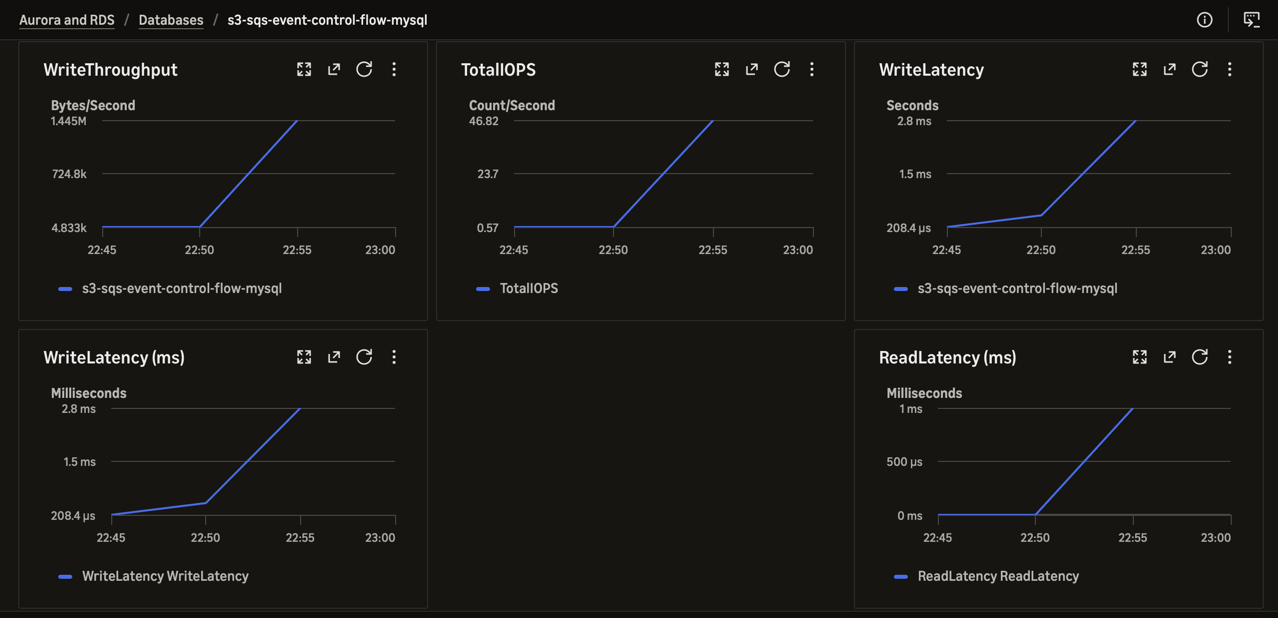 Aurora and RDS / Databases / s3-sqs-event-control-flow-mysql
WriteThroughput
Bytes/Second
1.445M
724.8k
4.833k
22:45 22:50 22:55 23:00
s3-sqs-event-control-flow-mysql
TotalIOPS
Count/Second
46.82
23.7
0.57
22:45 22:50 22:55 23:00
TotalIOPS
WriteLatency
Seconds
2.8 ms
1.5 ms
208.4 µs
22:45 22:50 22:55 23:00
s3-sqs-event-control-flow-mysql
WriteLatency (ms)
Milliseconds
2.8 ms
1.5 ms
208.4 µs
22:45 22:50 22:55 23:00
WriteLatency WriteLatency
ReadLatency (ms)
Milliseconds
1 ms
500 µs
0 ms
22:45 22:50 22:55 23:00
ReadLatency ReadLatency